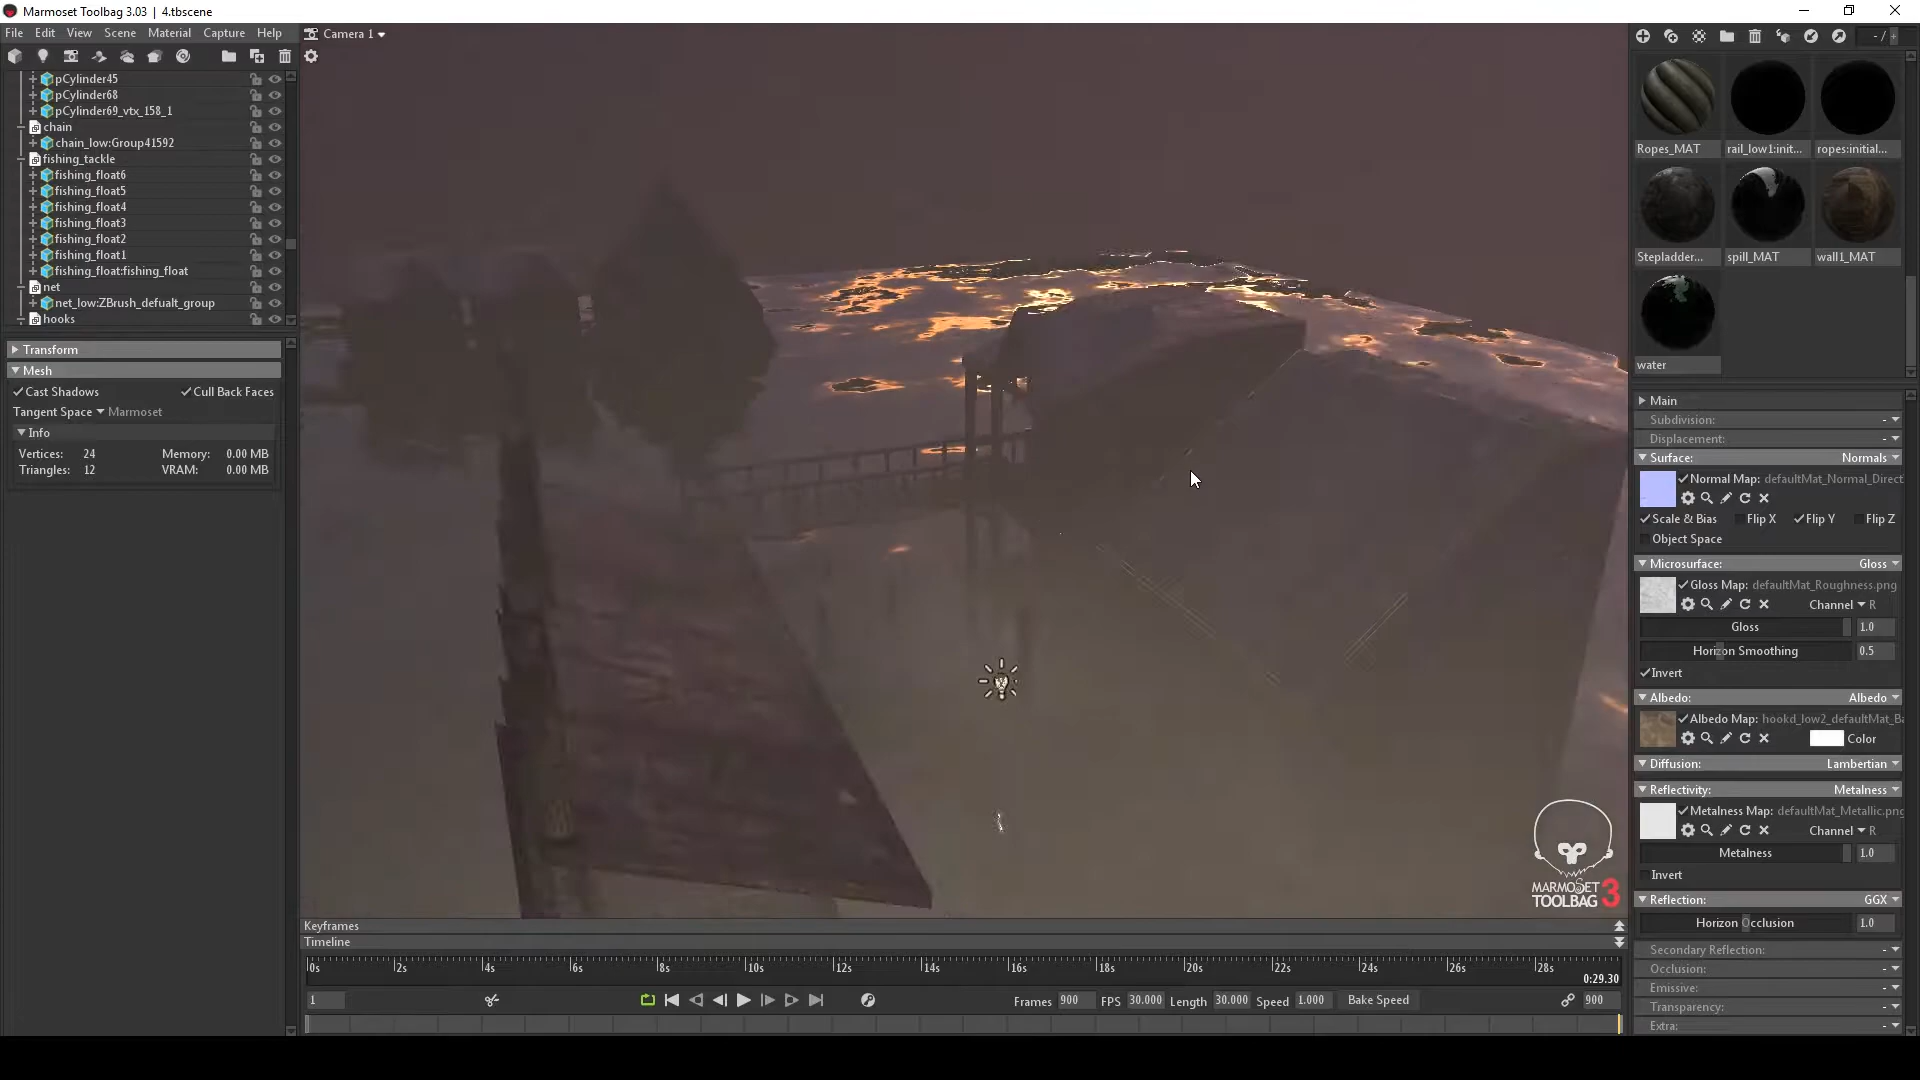 Marmoset Toolbag 3.03 | 4.tbscene
File Edit View Scene Material Capture Help
Camera 1
- / +
pCylinder45
pCylinder68
pCylinder69_vtx_158_1
chain
chain_low:Group41592
fishing_tackle
fishing_float6
fishing_float5
fishing_float4
fishing_float3
fishing_float2
fishing_float1
fishing_float:fishing_float
net
net_low:ZBrush_defualt_group
hooks
Transform
Mesh
Cast Shadows Cull Back Faces
Tangent Space Marmoset
Info
Vertices: 24 Memory: 0.00 MB
Triangles: 12 VRAM: 0.00 MB
MARMOSET
TOOLBAG 3
Keyframes
Timeline
0s 2s 4s 6s 8s 10s 12s 14s 16s 18s 20s 22s 24s 26s 28s
0:29.30
1 Frames 900 FPS 30.000 Length 30.000 Speed 1.000 Bake Speed 900
Ropes_MAT rail_low1:init... ropes:initial...
Stepladder... spill_MAT wall1_MAT
water
Main
Subdivision: -
Displacement: -
Surface: Normals
Normal Map: defaultMat_Normal_Direct
Scale & Bias Flip X Flip Y Flip Z
Object Space
Microsurface: Gloss
Gloss Map: defaultMat_Roughness.png
Channel R
Gloss 1.0
Horizon Smoothing 0.5
Invert
Albedo: Albedo
Albedo Map: hookd_low2_defaultMat_Ba
Color
Diffusion: Lambertian
Reflectivity: Metalness
Metalness Map: defaultMat_Metallic.png
Channel R
Metalness 1.0
Invert
Reflection: GGX
Horizon Occlusion 1.0
Secondary Reflection: -
Occlusion: -
Emissive: -
Transparency: -
Extra: -